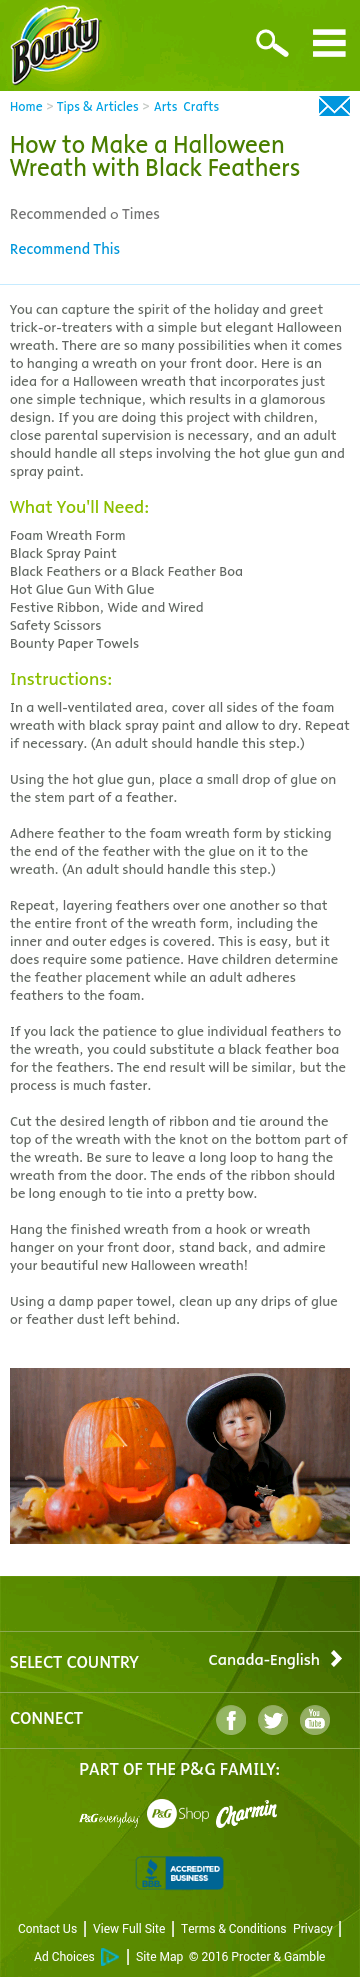 Bounty
Home > Tips & Articles > Arts Crafts
How to Make a Halloween
Wreath with Black Feathers
Recommended 0 Times
Recommend This
You can capture the spirit of the holiday and greet
trick-or-treaters with a simple but elegant Halloween
wreath. There are so many possibilities when it comes
to hanging a wreath on your front door. Here is an
idea for a Halloween wreath that incorporates just
one simple technique, which results in a glamorous
design. If you are doing this project with children,
close parental supervision is necessary, and an adult
should handle all steps involving the hot glue gun and
spray paint.
What You'll Need:
Foam Wreath Form
Black Spray Paint
Black Feathers or a Black Feather Boa
Hot Glue Gun With Glue
Festive Ribbon, Wide and Wired
Safety Scissors
Bounty Paper Towels
Instructions:
In a well-ventilated area, cover all sides of the foam
wreath with black spray paint and allow to dry. Repeat
if necessary. (An adult should handle this step.)
Using the hot glue gun, place a small drop of glue on
the stem part of a feather.
Adhere feather to the foam wreath form by sticking
the end of the feather with the glue on it to the
wreath. (An adult should handle this step.)
Repeat, layering feathers over one another so that
the entire front of the wreath form, including the
inner and outer edges is covered. This is easy, but it
does require some patience. Have children determine
the feather placement while an adult adheres
feathers to the foam.
If you lack the patience to glue individual feathers to
the wreath, you could substitute a black feather boa
for the feathers. The end result will be similar, but the
process is much faster.
Cut the desired length of ribbon and tie around the
top of the wreath with the knot on the bottom part of
the wreath. Be sure to leave a long loop to hang the
wreath from the door. The ends of the ribbon should
be long enough to tie into a pretty bow.
Hang the finished wreath from a hook or wreath
hanger on your front door, stand back, and admire
your beautiful new Halloween wreath!
Using a damp paper towel, clean up any drips of glue
or feather dust left behind.
SELECT COUNTRY Canada-English
CONNECT
You
Tube
PART OF THE P&G FAMILY:
P&G everyday P&G Shop Charmin
BBB. ACCREDITED
BUSINESS
Contact Us | View Full Site | Terms & Conditions Privacy |
Ad Choices | Site Map © 2016 Procter & Gamble